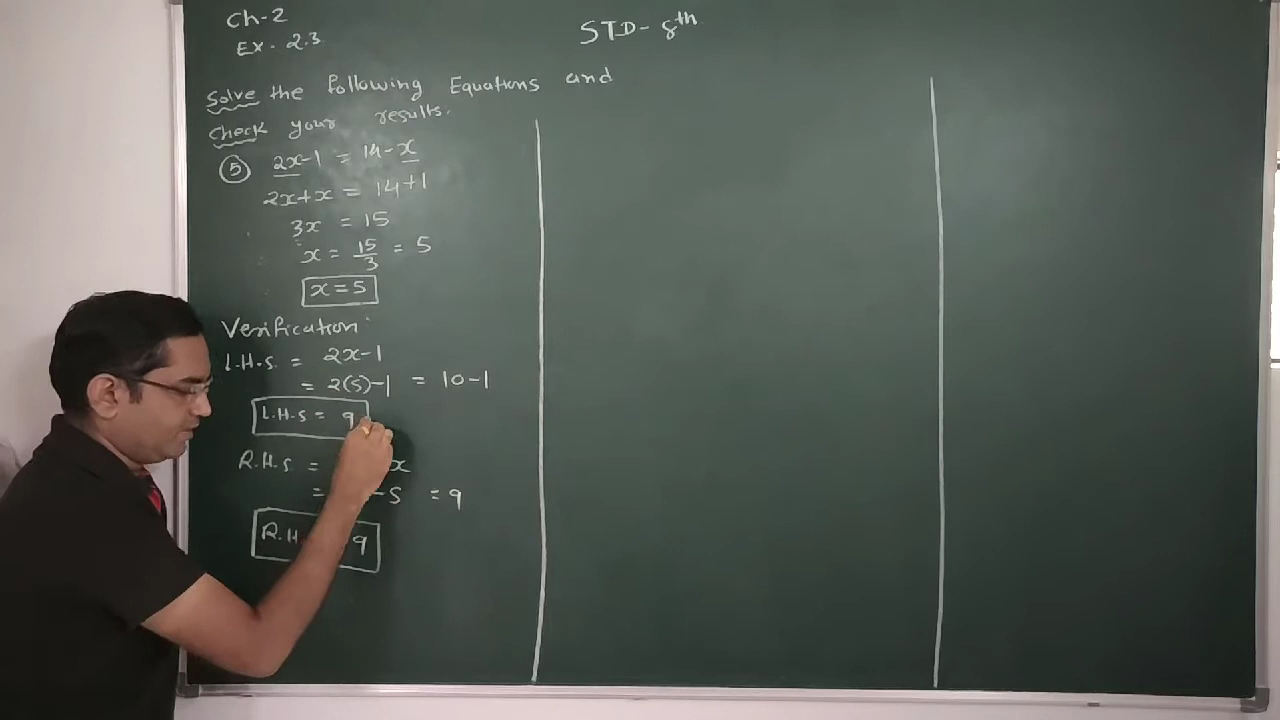 Ch-2
Ex- 2.3
STD- 8th
Solve the following Equations and
Check your results.
5 2x-1 = 14-x
2x+x = 14+1
3x = 15
x = 15/3 = 5
x=5
Verification:
L.H.S. = 2x-1
= 2(5)-1 = 10-1
L.H.S = 9
R.H.S = x
= -5 = 9
R.H 9